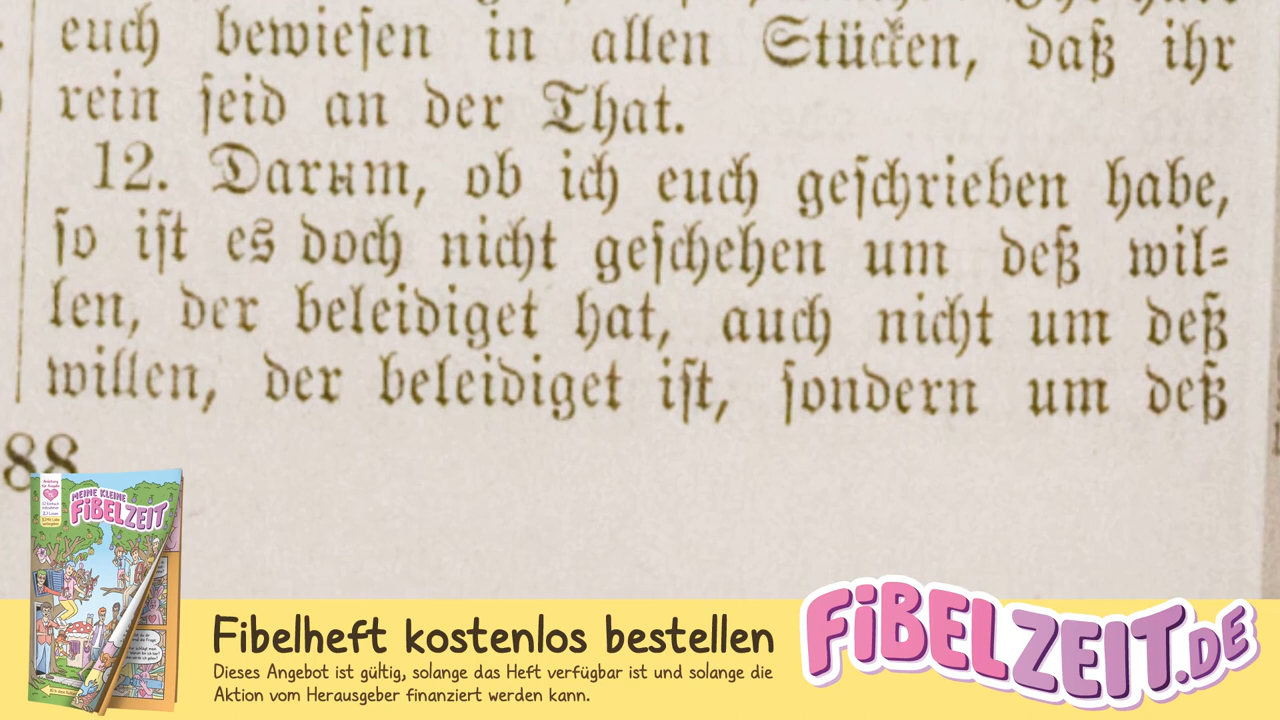 euch bewiesen in allen Stücken, daß ihr
rein seid an der That.
12. Darum, ob ich euch geschrieben habe,
so ist es doch nicht geschehen um deß wil=
len, der beleidiget hat, auch nicht um deß
willen, der beleidiget ist, sondern um deß
88
MEINE KLEINE
FIBELZEIT
Fibelheft kostenlos bestellen
Dieses Angebot ist gültig, solange das Heft verfügbar ist und solange die
Aktion vom Herausgeber finanziert werden kann.
FIBELZEIT.DE